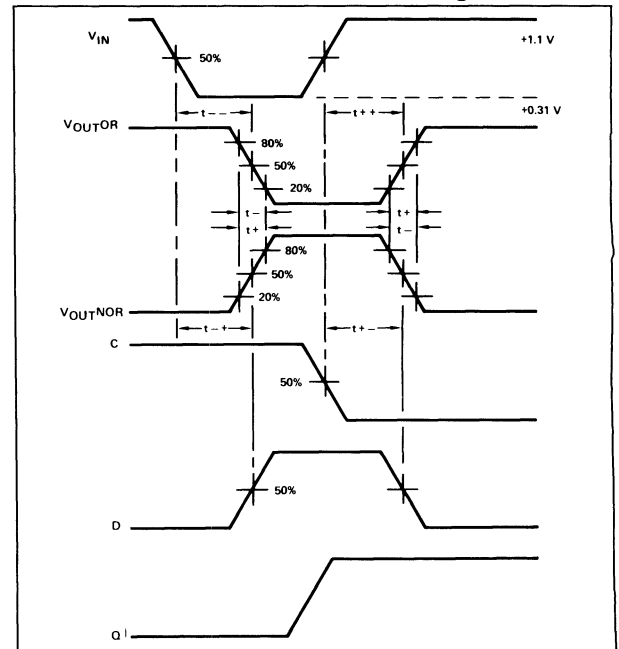 VIN
+1.1 V
50%
t - -
t + +
+0.31 V
VOUTOR
80%
50%
20%
t -
t +
t +
t -
80%
50%
20%
VOUTNOR
t - +
t + -
C
50%
50%
D
Q